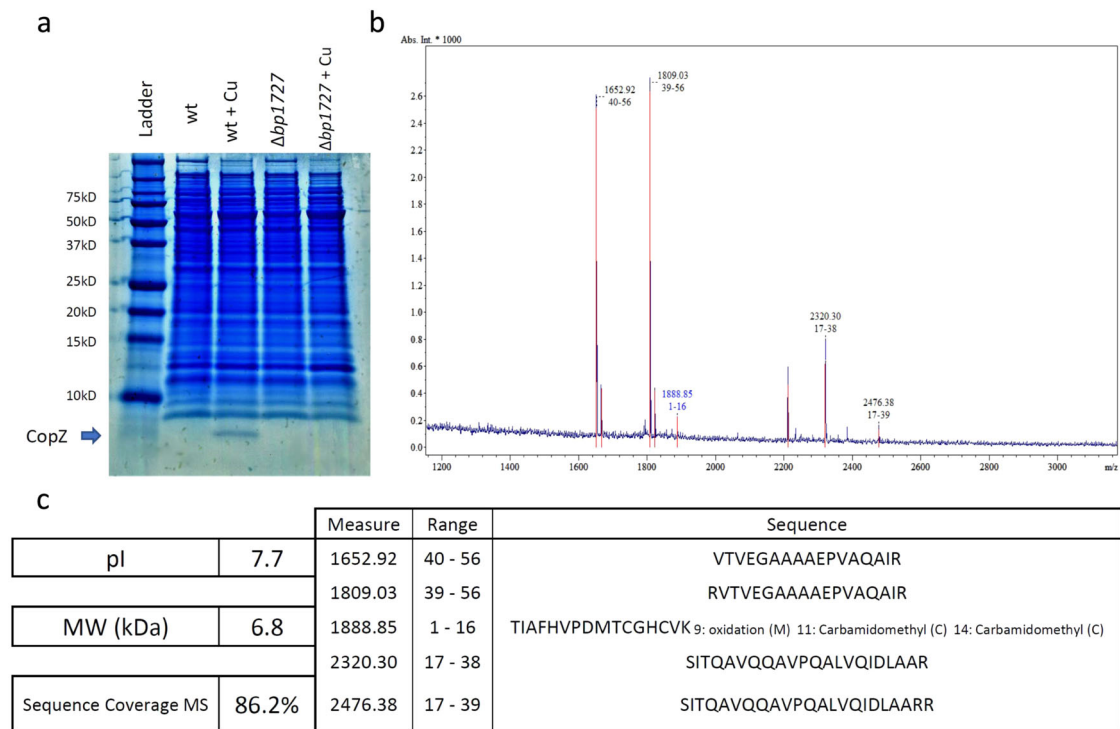 a
Ladder
wt
wt + Cu
Δbp1727
Δbp1727 + Cu
75kD
50kD
37kD
25kD
20kD
15kD
10kD
CopZ
b
Abs. Int. * 1000
2.6
2.4
2.2
2.0
1.8
1.6
1.4
1.2
1.0
0.8
0.6
0.4
0.2
0.0
1652.92
40-56
1809.03
39-56
1888.85
1-16
2320.30
17-38
2476.38
17-39
1200 1400 1600 1800 2000 2200 2400 2600 2800 3000 m/z
c
pI 7.7
MW (kDa) 6.8
Sequence Coverage MS 86.2%
Measure Range Sequence
1652.92 40 - 56 VTVEGAAAAEPVAQAIR
1809.03 39 - 56 RVTVEGAAAAEPVAQAIR
1888.85 1 - 16 TIAFHVPDMTCGHCVK 9: oxidation (M) 11: Carbamidomethyl (C) 14: Carbamidomethyl (C)
2320.30 17 - 38 SITQAVQQAVPQALVQIDLAAR
2476.38 17 - 39 SITQAVQQAVPQALVQIDLAARR